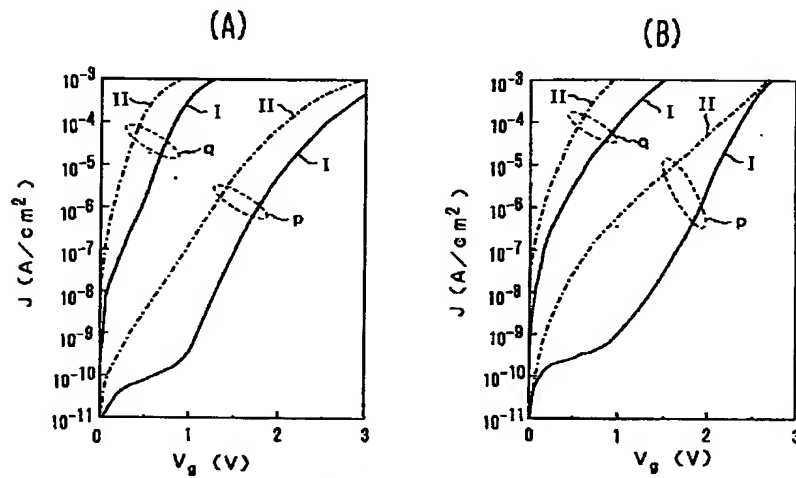 (A)
10⁻³
10⁻⁴
10⁻⁵
10⁻⁶
10⁻⁷
10⁻⁸
10⁻⁹
10⁻¹⁰
10⁻¹¹
J (A/cm²)
0 1 2 3
V_g (V)
II
I
q
II
I
p
(B)
10⁻³
10⁻⁴
10⁻⁵
10⁻⁶
10⁻⁷
10⁻⁸
10⁻⁹
10⁻¹⁰
10⁻¹¹
J (A/cm²)
0 1 2 3
V_g (V)
II
I
q
II
I
p